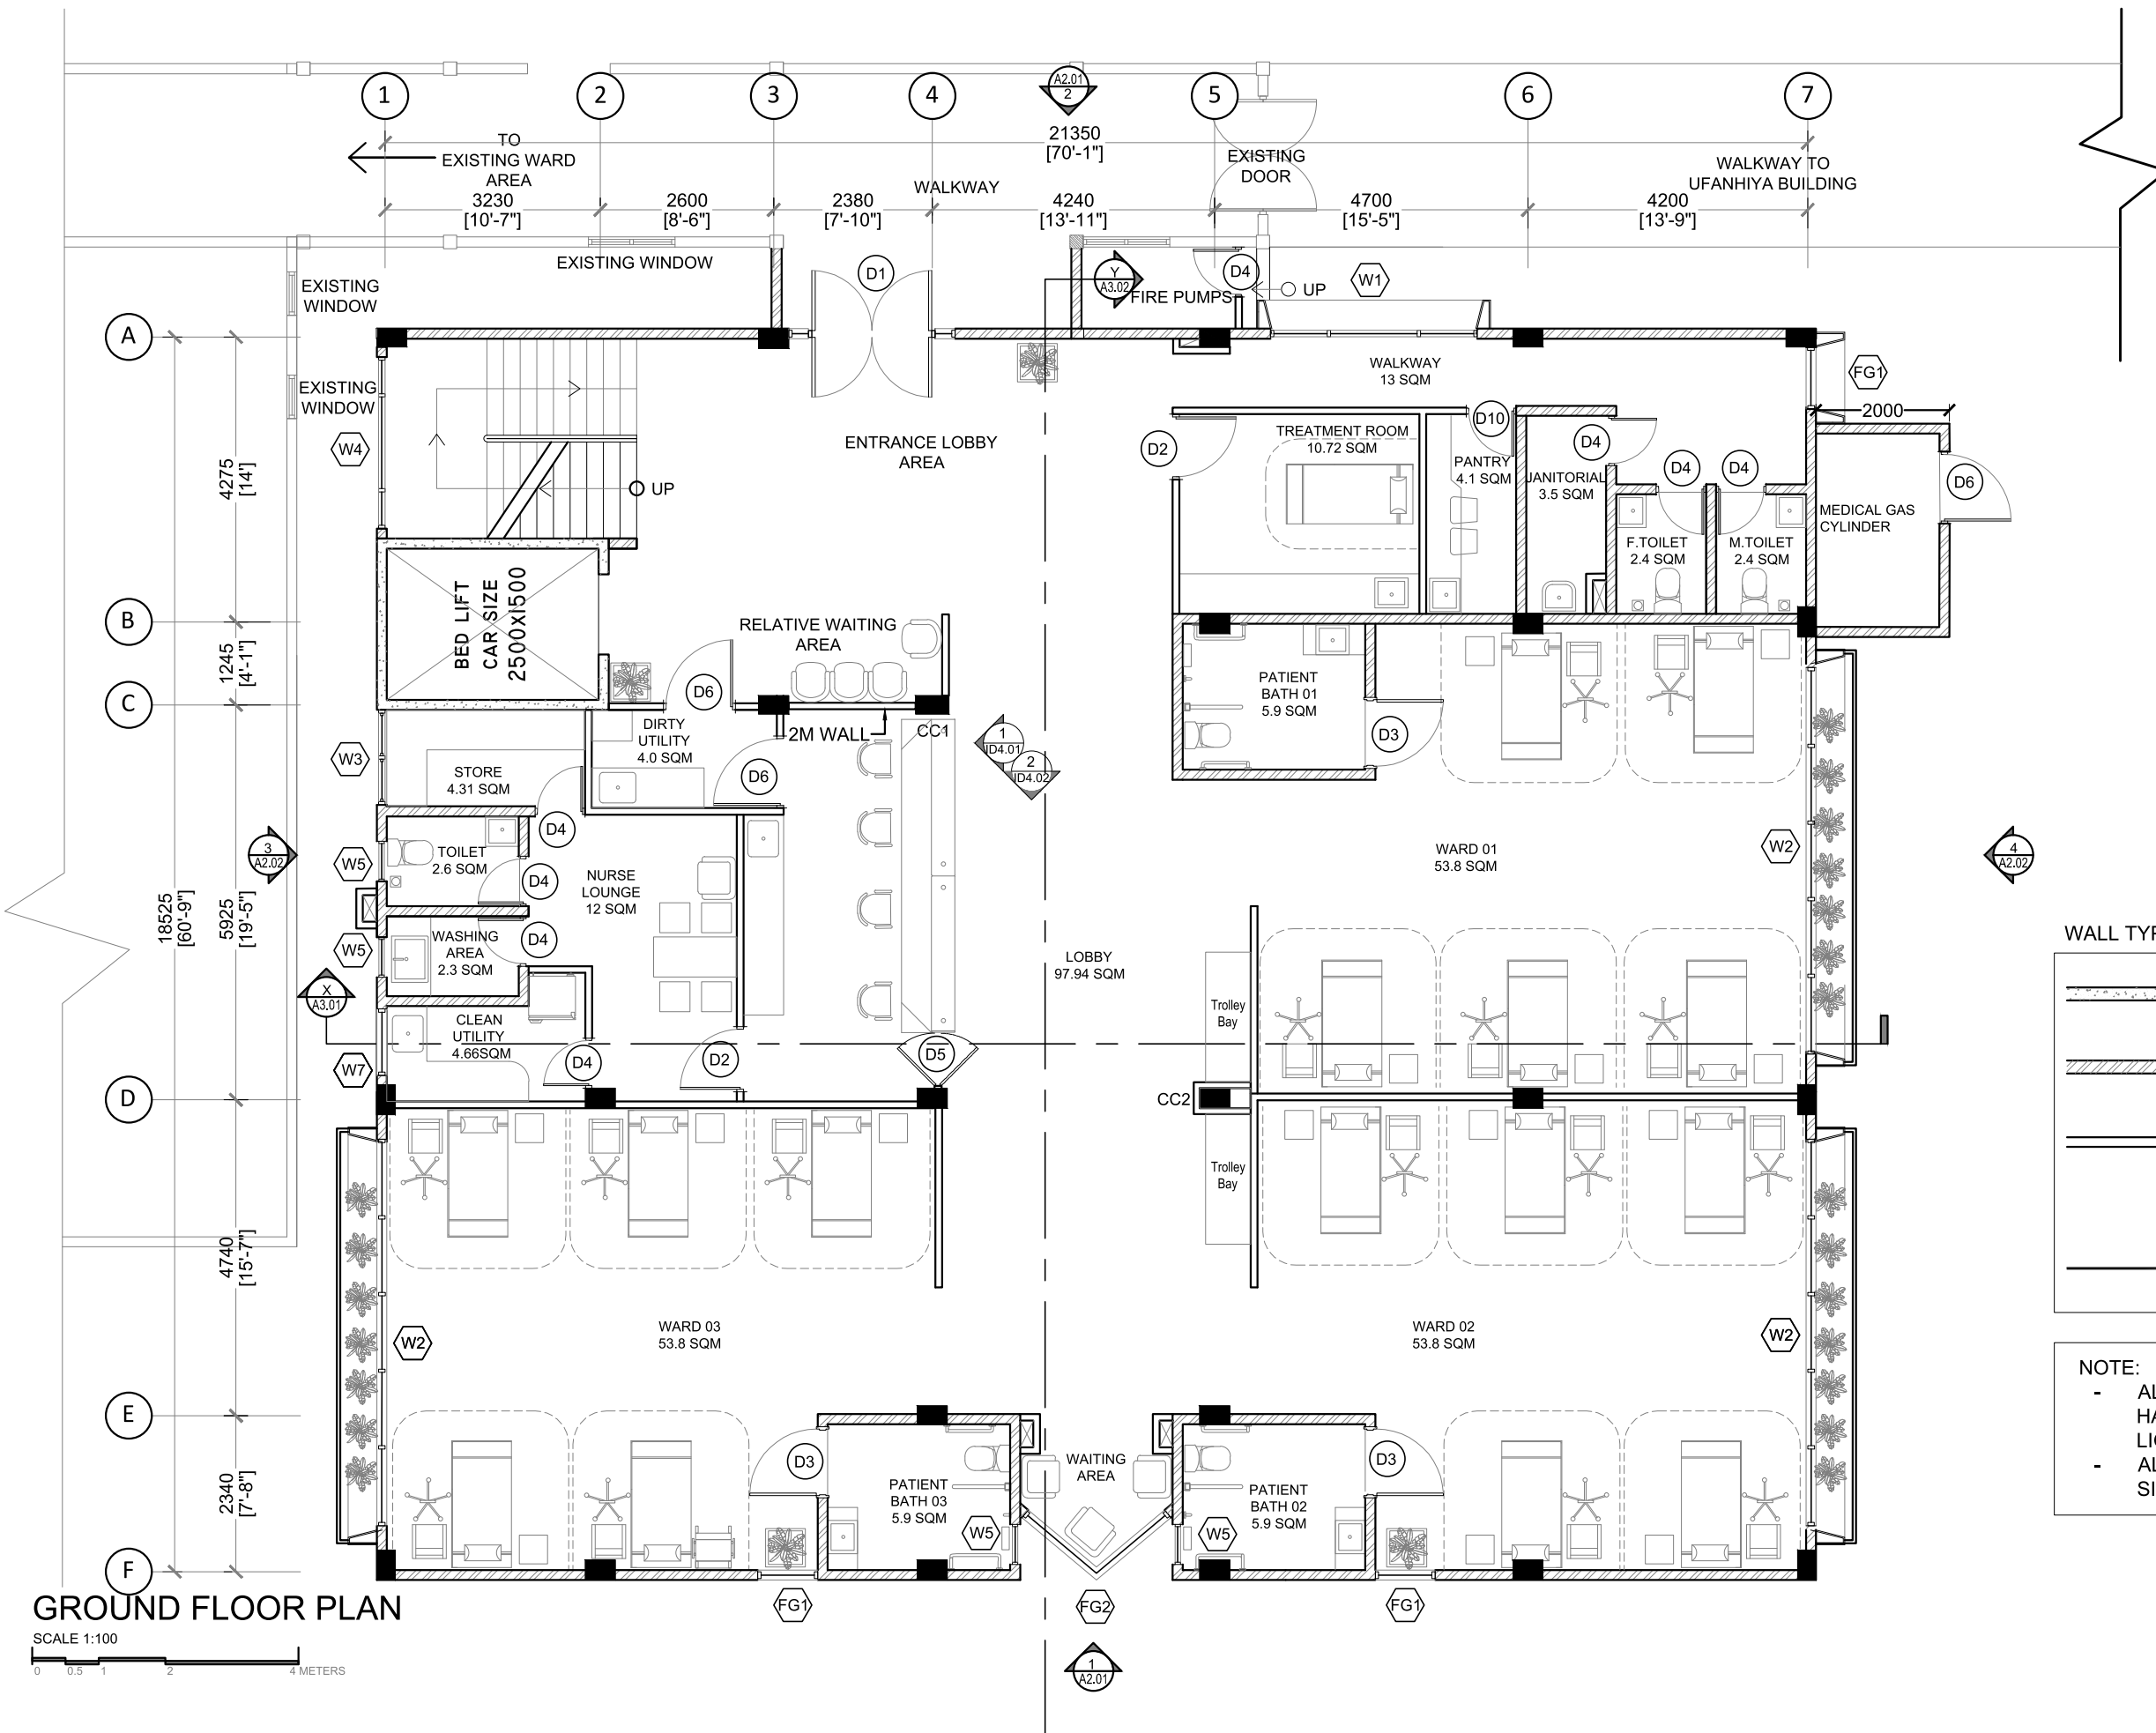 1
2
3
4
5
6
7
A2.01
2
21350
[70'-1"]
TO
EXISTING WARD
AREA
WALKWAY
EXISTING
DOOR
WALKWAY TO
UFANHIYA BUILDING
3230
[10'-7"]
2600
[8'-6"]
2380
[7'-10"]
4240
[13'-11"]
4700
[15'-5"]
4200
[13'-9"]
EXISTING WINDOW
EXISTING
WINDOW
D1
Y
A3.02
FIRE PUMPS
D4
UP
W1
A
EXISTING
WINDOW
WALKWAY
13 SQM
FG1
2000
W4
4275
[14']
UP
ENTRANCE LOBBY
AREA
D2
TREATMENT ROOM
10.72 SQM
D10
PANTRY
4.1 SQM
D4
JANITORIAL
3.5 SQM
D4
D4
D6
MEDICAL GAS
CYLINDER
F.TOILET
2.4 SQM
M.TOILET
2.4 SQM
B
BED LIFT
CAR SIZE
2500x1500
RELATIVE WAITING
AREA
1245
[4'-1"]
C
D6
PATIENT
BATH 01
5.9 SQM
D3
DIRTY
UTILITY
4.0 SQM
2M WALL
CC1
1
ID4.01
2
ID4.02
W3
STORE
4.31 SQM
D6
D4
3
A2.02
W5
TOILET
2.6 SQM
D4
NURSE
LOUNGE
12 SQM
WARD 01
53.8 SQM
W2
4
A2.02
18525
[60'-9"]
5925
[19'-5"]
W5
WASHING
AREA
2.3 SQM
D4
LOBBY
97.94 SQM
WALL TYP
X
A3.01
Trolley
Bay
CLEAN
UTILITY
4.66SQM
W7
D4
D2
D5
D
CC2
Trolley
Bay
4740
[15'-7"]
W2
WARD 03
53.8 SQM
WARD 02
53.8 SQM
W2
NOTE:
- AL
HA
LIG
- AL
SI
E
2340
[7'-8"]
D3
PATIENT
BATH 03
5.9 SQM
W5
WAITING
AREA
PATIENT
BATH 02
5.9 SQM
W5
D3
F
FG1
FG2
FG1
GROUND FLOOR PLAN
SCALE 1:100
0 0.5 1 2 4 METERS
1
A2.01